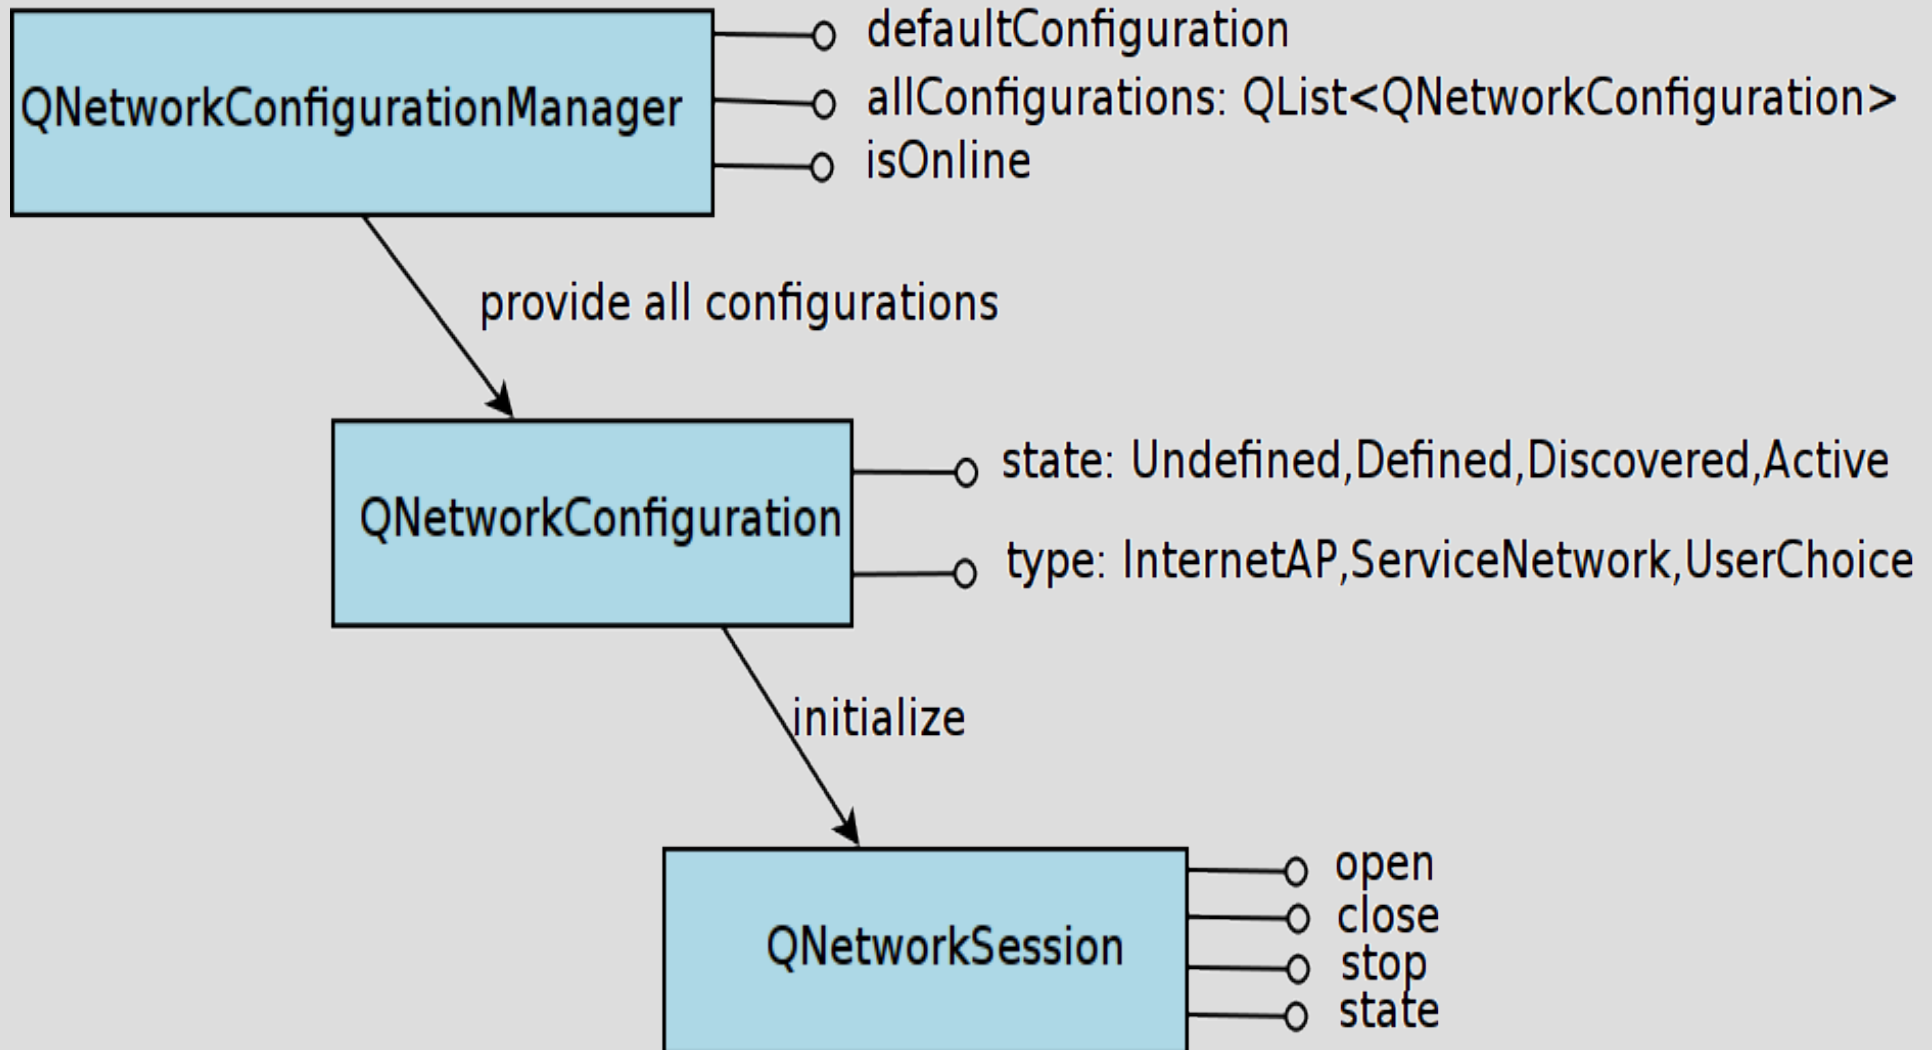 defaultConfiguration
QNetworkConfigurationManager
allConfigurations: QList<QNetworkConfiguration>
isOnline
provide all configurations
state: Undefined,Defined,Discovered,Active
QNetworkConfiguration
type: InternetAP,ServiceNetwork,UserChoice
initialize
open
close
QNetworkSession
stop
state